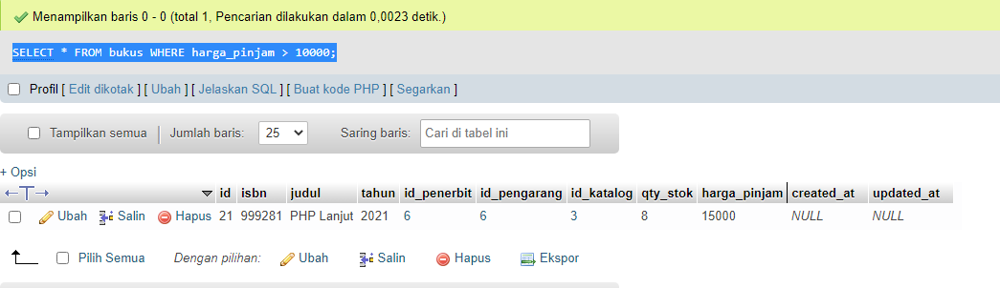 Menampilkan baris 0 - 0 (total 1, Pencarian dilakukan dalam 0,0023 detik.)
SELECT * FROM bukus WHERE harga_pinjam > 10000;
Profil [ Edit dikotak ] [ Ubah ] [ Jelaskan SQL ] [ Buat kode PHP ] [ Segarkan ]
Tampilkan semua | Jumlah baris: 25 Saring baris: Cari di tabel ini
+ Opsi
←T→ id isbn judul tahun id_penerbit id_pengarang id_katalog qty_stok harga_pinjam created_at updated_at
Ubah Salin Hapus 21 999281 PHP Lanjut 2021 6 6 3 8 15000 NULL NULL
Pilih Semua Dengan pilihan: Ubah Salin Hapus Ekspor